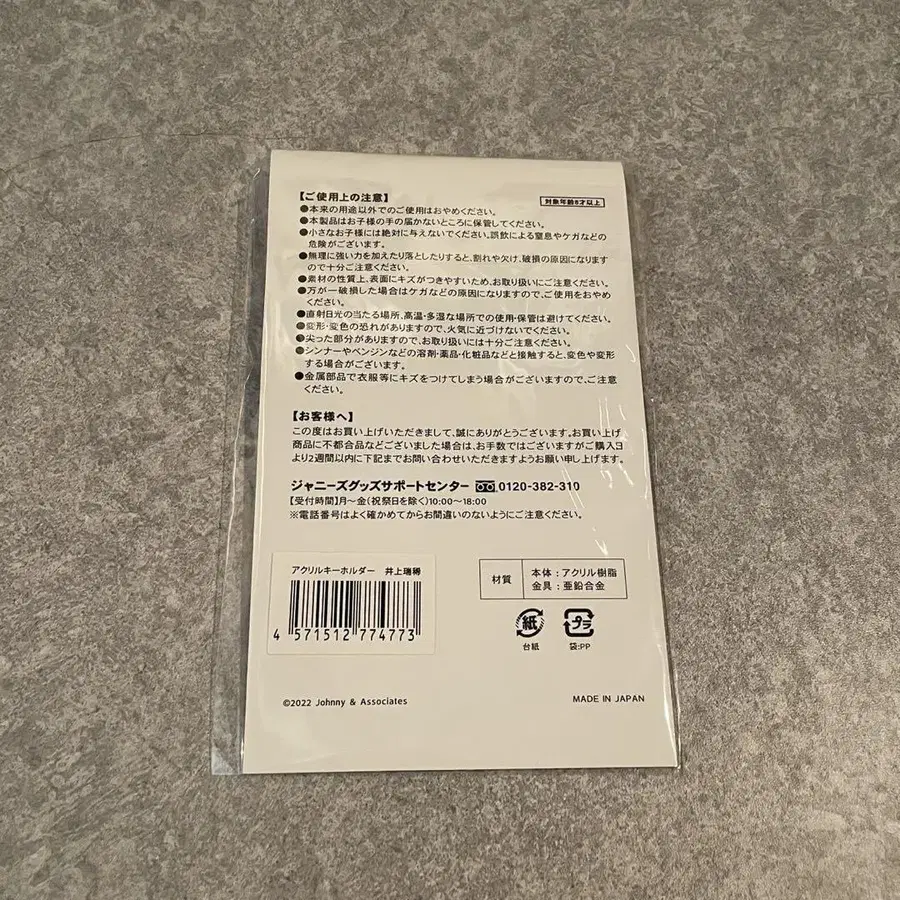 【ご使用上の注意】
対象年齢8才以上
●本来の用途以外でのご使用はおやめください。
●本製品はお子様の手の届かないところに保管してください。
●小さなお子様には絶対に与えないでください。誤飲による窒息やケガなどの
危険がございます。
●無理に強い力を加えたり落としたりすると、割れや欠け、破損の原因になります
ので十分ご注意ください。
●素材の性質上、表面にキズがつきやすいため、お取り扱いにご注意ください。
●万が一破損した場合はケガなどの原因になりますので、ご使用をおやめ
ください。
●直射日光の当たる場所、高温・多湿な場所での使用・保管は避けてください。
●変形・変色の恐れがありますので、火気に近づけないでください。
●尖った部分がありますので、お取り扱いには十分ご注意ください。
●シンナーやベンジンなどの溶剤・薬品・化粧品などと接触すると、変色や変形
する場合がございます。
●金属部品で衣服等にキズをつけてしまう場合がございますので、ご注意
ください。
【お客様へ】
この度はお買い上げいただきまして、誠にありがとうございます。お買い上げ
商品に不都合品などございました場合は、お手数ではございますがご購入日
より2週間以内に下記までお問い合わせいただきますようお願い申し上げます。
ジャニーズグッズサポートセンター 0120-382-310
【受付時間】月〜金(祝祭日を除く)10:00〜18:00
※電話番号はよく確かめてからお間違いのないようにご注意ください。
アクリルキーホルダー 井上瑞稀
4 571512 774773
材質
本体：アクリル樹脂
金具：亜鉛合金
紙
台紙
プラ
袋:PP
©2022 Johnny & Associates
MADE IN JAPAN